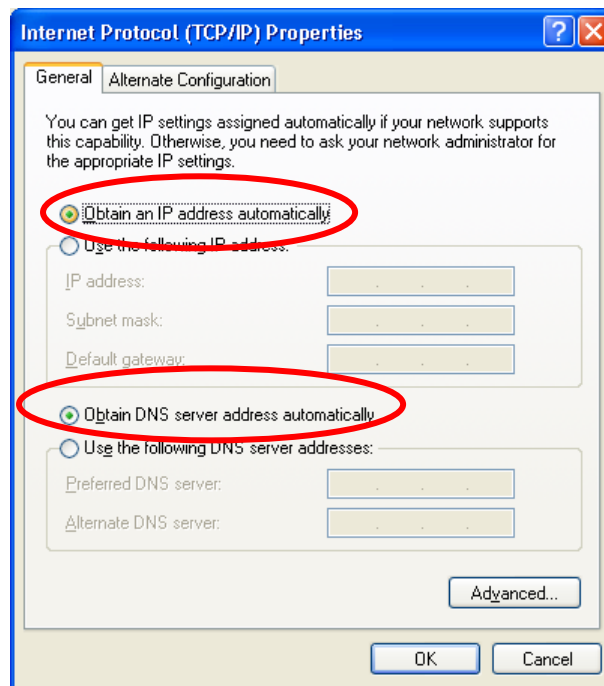 Internet Protocol (TCP/IP) Properties
General
Alternate Configuration
You can get IP settings assigned automatically if your network supports
this capability. Otherwise, you need to ask your network administrator for
the appropriate IP settings.
Obtain an IP address automatically
Use the following IP address:
IP address:
Subnet mask:
Default gateway:
Obtain DNS server address automatically
Use the following DNS server addresses:
Preferred DNS server:
Alternate DNS server:
Advanced...
OK
Cancel